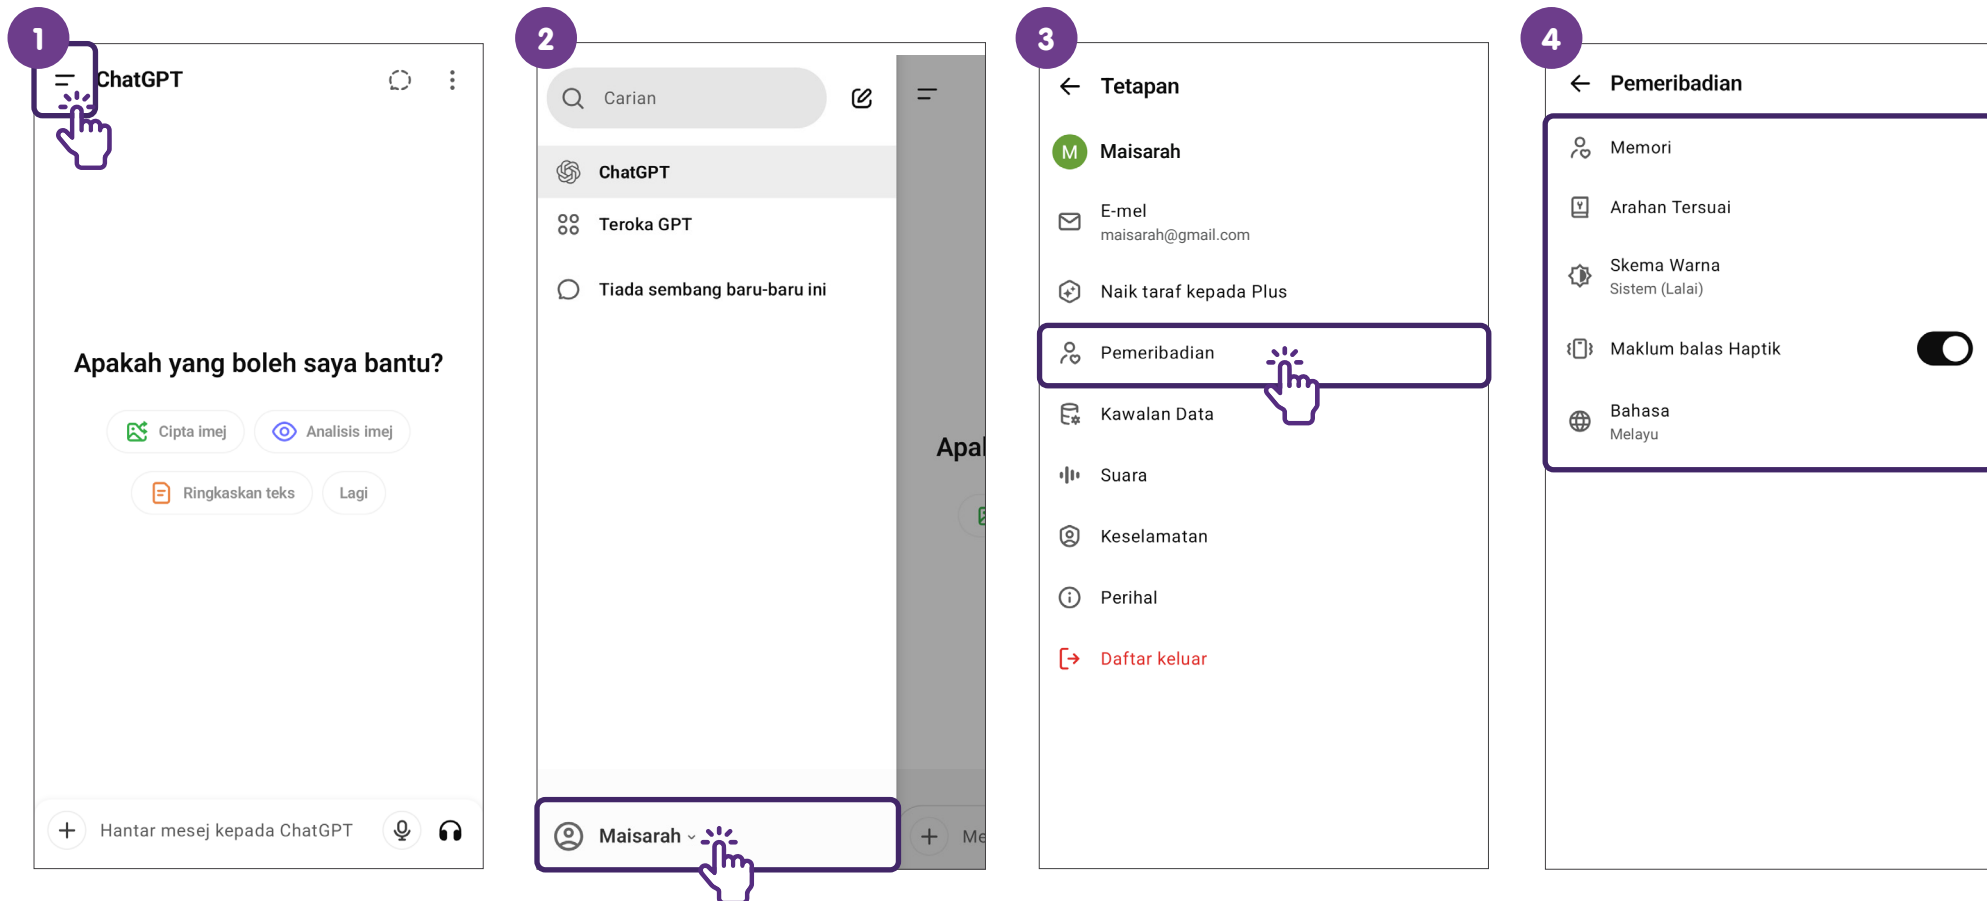 1
ChatGPT
Apakah yang boleh saya bantu?
Cipta imej
Analisis imej
Ringkaskan teks
Lagi
Hantar mesej kepada ChatGPT
2
Carian
ChatGPT
Teroka GPT
Tiada sembang baru-baru ini
Maisarah
Apal
Me
3
Tetapan
M
Maisarah
E-mel
maisarah@gmail.com
Naik taraf kepada Plus
Pemeribadian
Kawalan Data
Suara
Keselamatan
Perihal
Daftar keluar
4
Pemeribadian
Memori
Arahan Tersuai
Skema Warna
Sistem (Lalai)
Maklum balas Haptik
Bahasa
Melayu